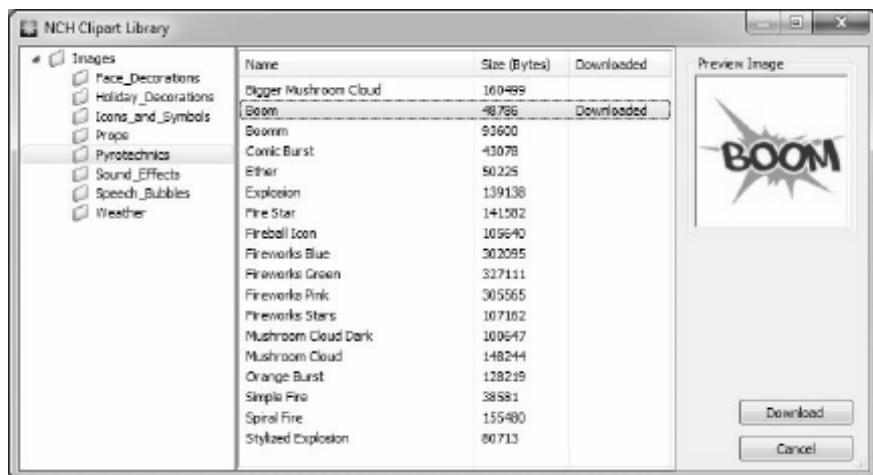 NCH Clipart Library
Images
Face_Decorations
Holiday_Decorations
Icons_and_Symbols
Props
Pyrotechnics
Sound_Effects
Speech_Bubbles
Weather
Name Size (Bytes) Downloaded
Bigger Mushroom Cloud 160499
Boom 48786 Downloaded
Boomm 93600
Comic Burst 43078
Ether 50225
Explosion 139138
Fire Star 141582
Fireball Icon 105640
Fireworks Blue 302095
Fireworks Green 327111
Fireworks Pink 305565
Fireworks Stars 107162
Mushroom Cloud Dark 100647
Mushroom Cloud 148244
Orange Burst 128219
Simple Fire 38581
Spiral Fire 155480
Stylized Explosion 80713
Preview Image
BOOM
Download
Cancel